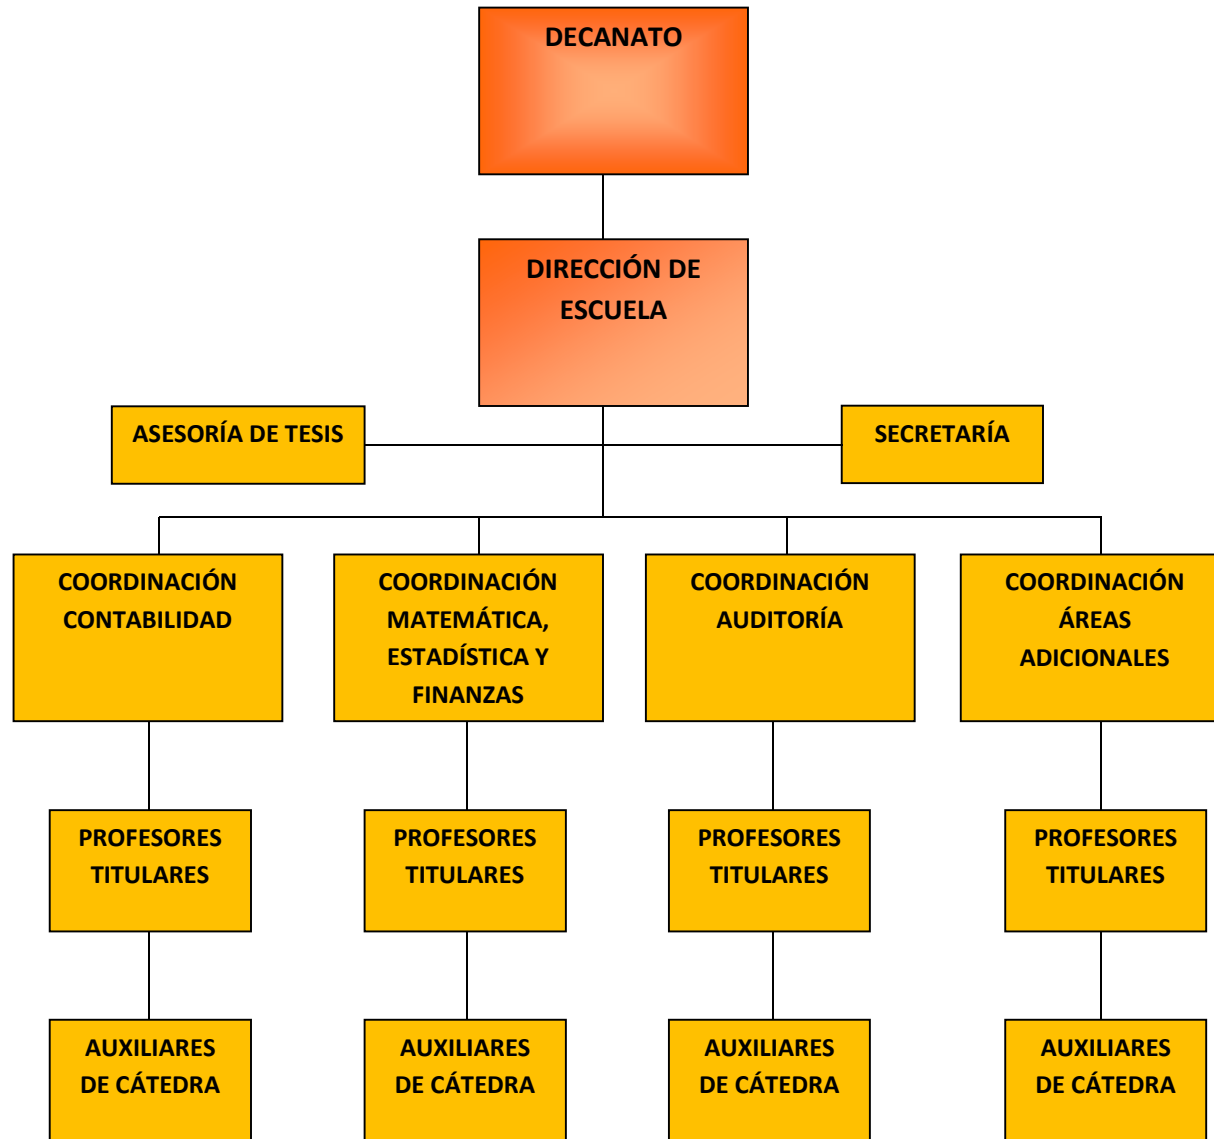 DECANATO
DIRECCIÓN DE
ESCUELA
ASESORÍA DE TESIS
SECRETARÍA
COORDINACIÓN
CONTABILIDAD
COORDINACIÓN
MATEMÁTICA,
ESTADÍSTICA Y
FINANZAS
COORDINACIÓN
AUDITORÍA
COORDINACIÓN
ÁREAS
ADICIONALES
PROFESORES
TITULARES
PROFESORES
TITULARES
PROFESORES
TITULARES
PROFESORES
TITULARES
AUXILIARES
DE CÁTEDRA
AUXILIARES
DE CÁTEDRA
AUXILIARES
DE CÁTEDRA
AUXILIARES
DE CÁTEDRA